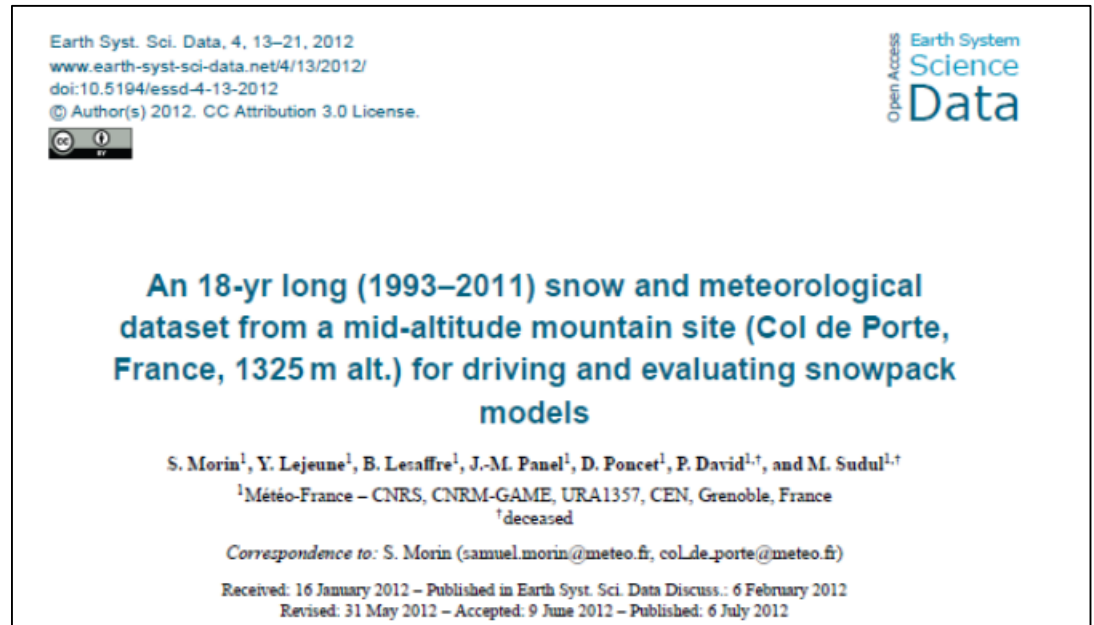 Earth Syst. Sci. Data, 4, 13–21, 2012
www.earth-syst-sci-data.net/4/13/2012/
doi:10.5194/essd-4-13-2012
© Author(s) 2012. CC Attribution 3.0 License.
cc
BY
Open Access
Earth System
Science
Data
An 18-yr long (1993–2011) snow and meteorological
dataset from a mid-altitude mountain site (Col de Porte,
France, 1325 m alt.) for driving and evaluating snowpack
models
S. Morin¹, Y. Lejeune¹, B. Lesaffre¹, J.-M. Panel¹, D. Poncet¹, P. David¹,†, and M. Sudul¹,†
¹Météo-France – CNRS, CNRM-GAME, URA1357, CEN, Grenoble, France
†deceased
Correspondence to: S. Morin (samuel.morin@meteo.fr, col_de_porte@meteo.fr)
Received: 16 January 2012 – Published in Earth Syst. Sci. Data Discuss.: 6 February 2012
Revised: 31 May 2012 – Accepted: 9 June 2012 – Published: 6 July 2012